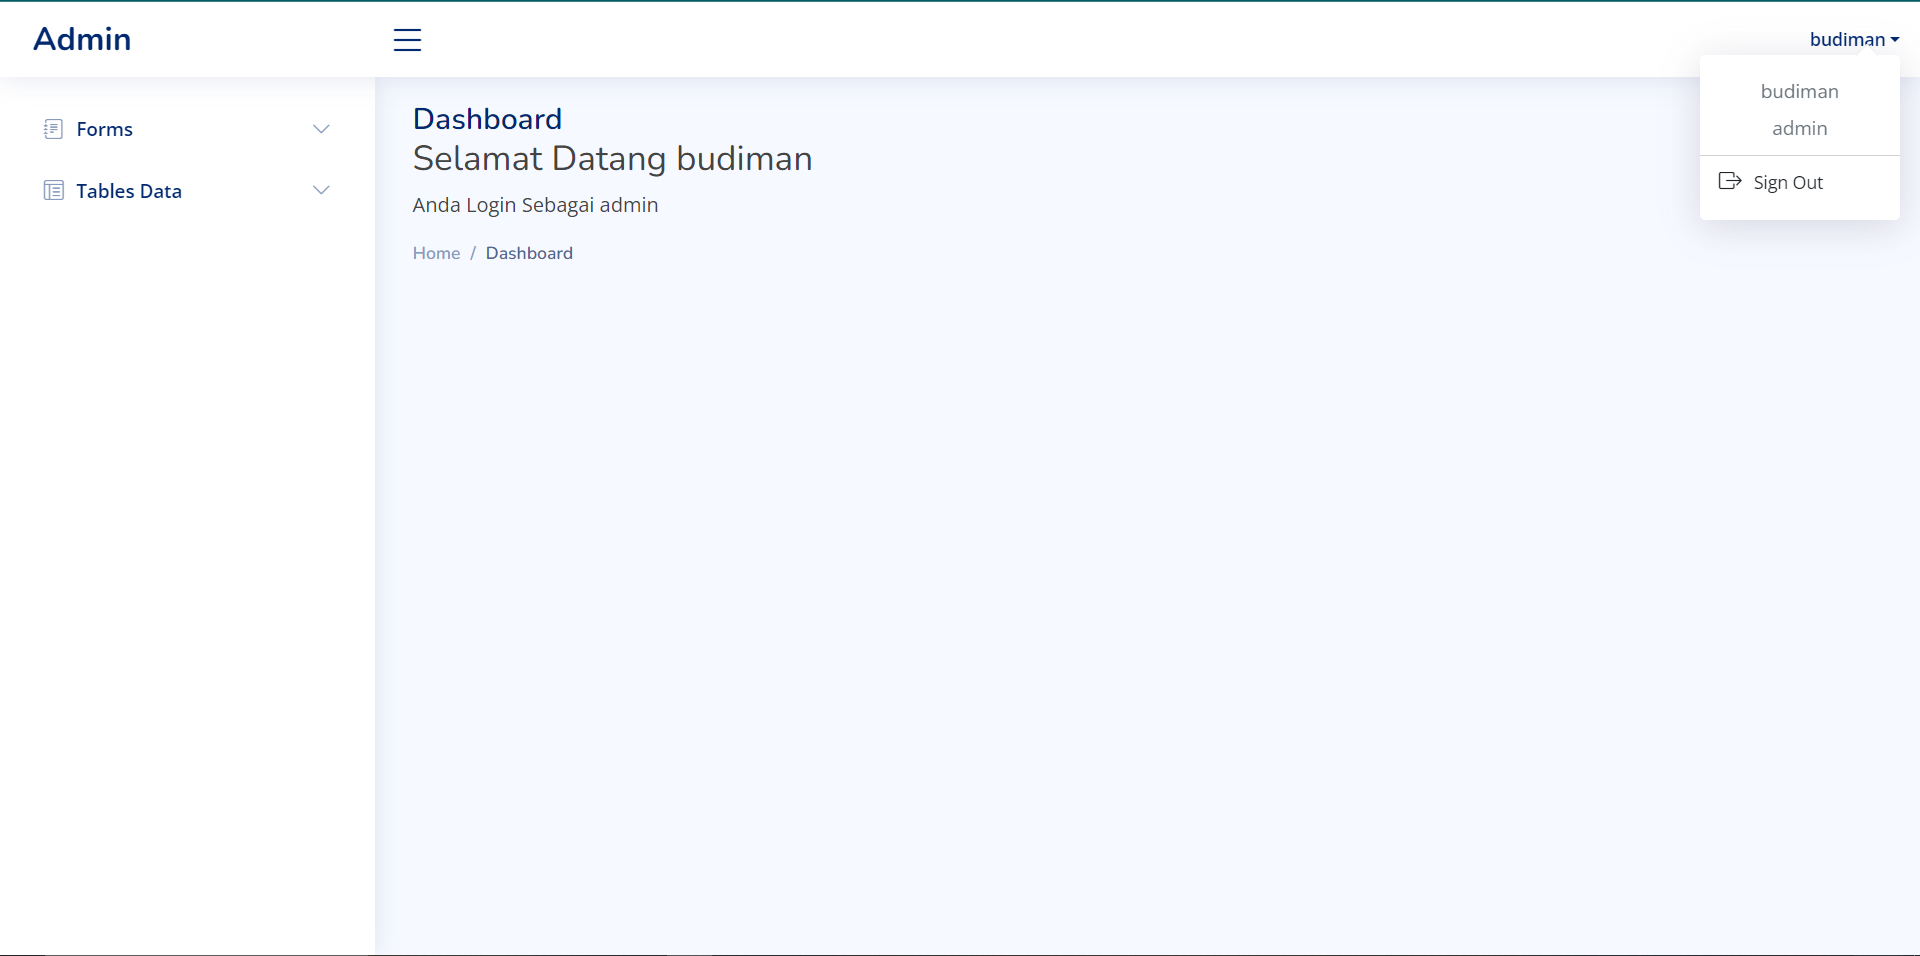 Admin
budiman
budiman
admin
Sign Out
Forms
Tables Data
Dashboard
Selamat Datang budiman
Anda Login Sebagai admin
Home / Dashboard